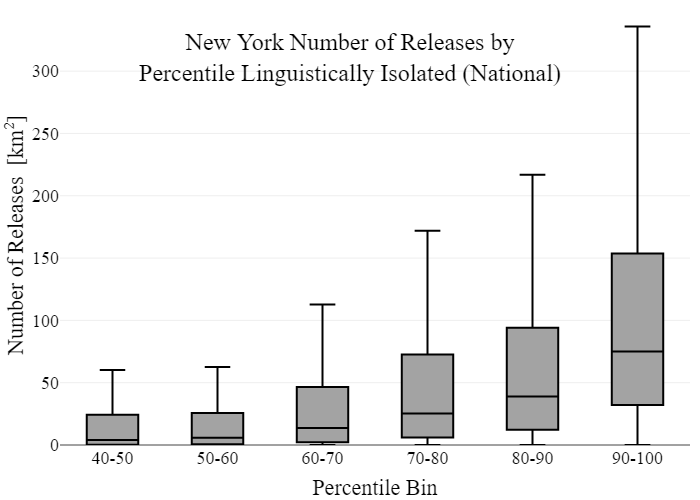 New York Number of Releases by
Percentile Linguistically Isolated (National)
Number of Releases [km²]
300
250
200
150
100
50
0
40-50 50-60 60-70 70-80 80-90 90-100
Percentile Bin